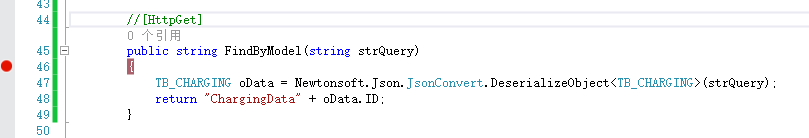 43
44 //[HttpGet]
0 个引用
45 public string FindByModel(string strQuery)
46 {
47 TB_CHARGING oData = Newtonsoft.Json.JsonConvert.DeserializeObject<TB_CHARGING>(strQuery);
48 return "ChargingData" + oData.ID;
49 }
50